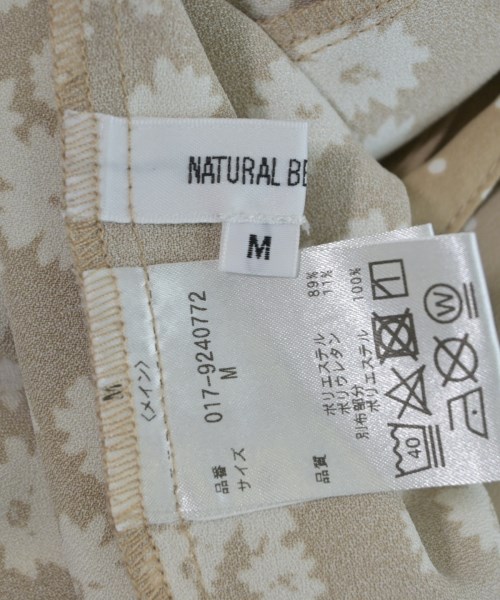 NATURAL BE
M
M
〈メイン〉
品番 017-9240772
サイズ M
品質 ポリエステル 89%
ポリウレタン 11%
別布部分
ポリエステル 100%
40
W